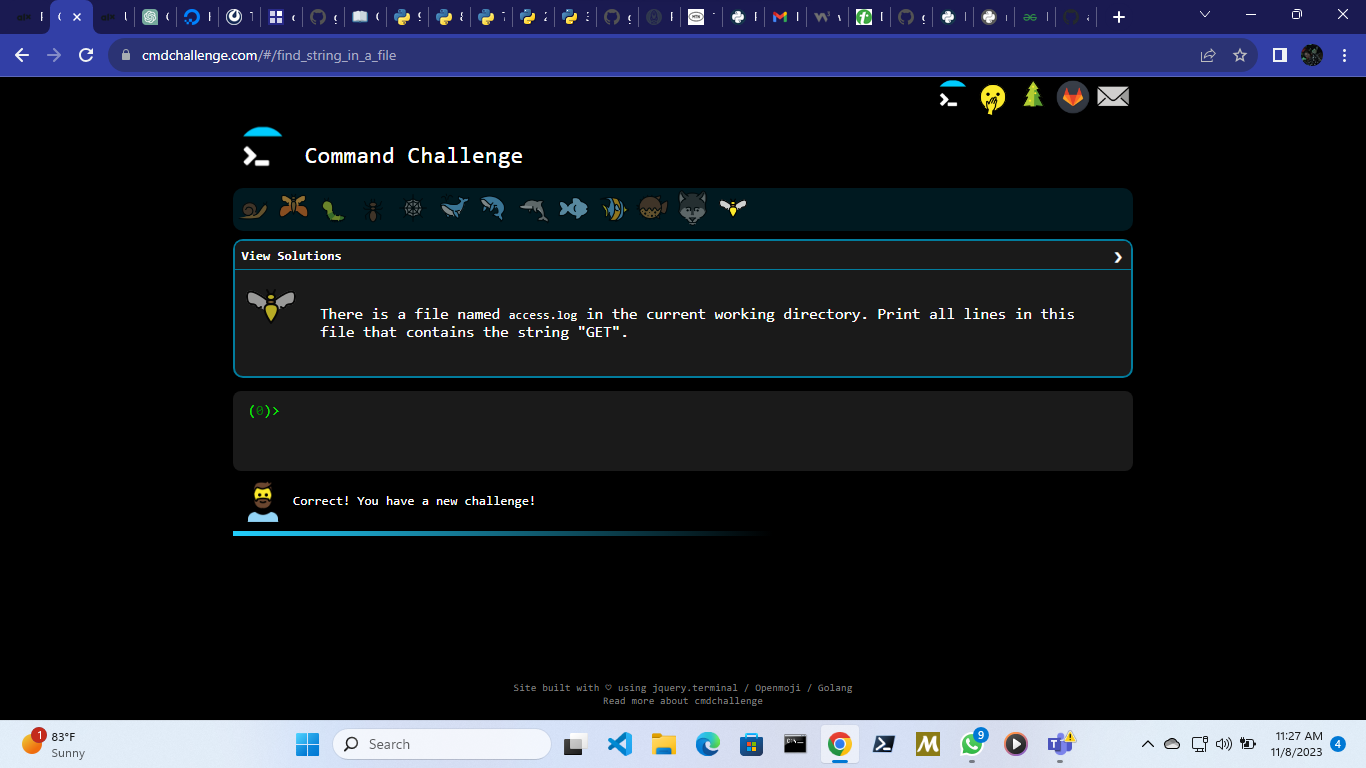 cmdchallenge.com/#/find_string_in_a_file
Command Challenge
View Solutions
There is a file named access.log in the current working directory. Print all lines in this
file that contains the string "GET".
(0)>
Correct! You have a new challenge!
Site built with ♡ using jquery.terminal / Openmoji / Golang
Read more about cmdchallenge
1
83°F
Sunny
Search
9
11:27 AM
11/8/2023
4